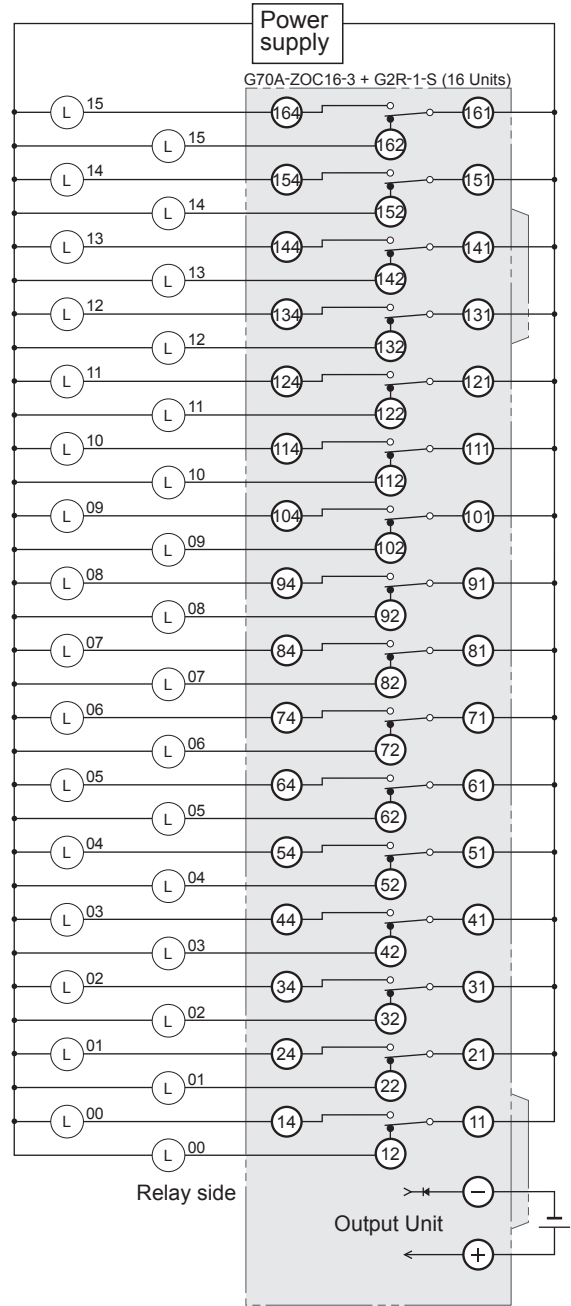 Power
supply
G70A-ZOC16-3 + G2R-1-S (16 Units)
L 15 164 161
L 15 162
L 14 154 151
L 14 152
L 13 144 141
L 13 142
L 12 134 131
L 12 132
L 11 124 121
L 11 122
L 10 114 111
L 10 112
L 09 104 101
L 09 102
L 08 94 91
L 08 92
L 07 84 81
L 07 82
L 06 74 71
L 06 72
L 05 64 61
L 05 62
L 04 54 51
L 04 52
L 03 44 41
L 03 42
L 02 34 31
L 02 32
L 01 24 21
L 01 22
L 00 14 11
L 00 12
Relay side
−
Output Unit
+